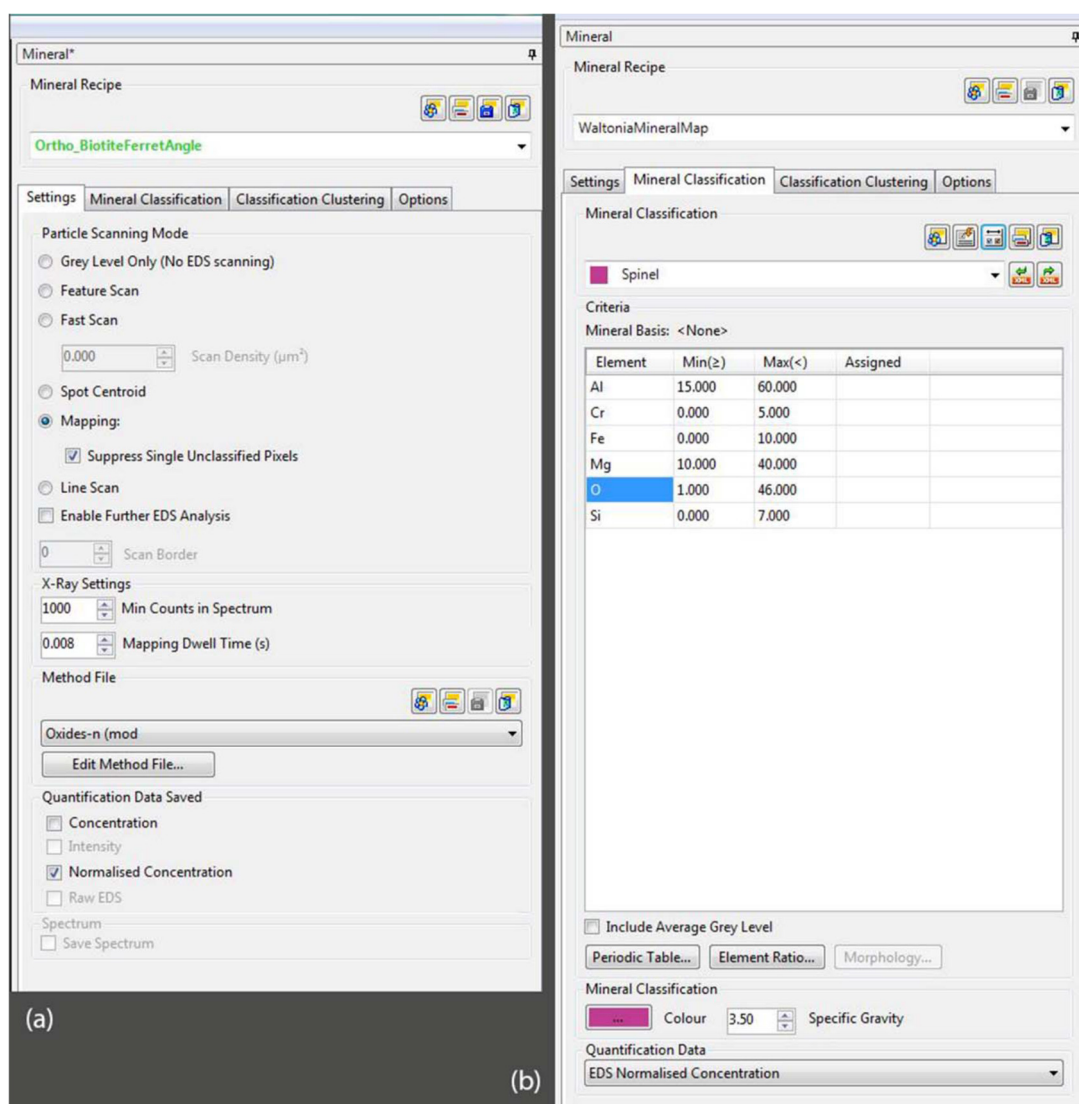 Mineral*
Mineral Recipe
Ortho_BiotiteFerretAngle
Settings Mineral Classification Classification Clustering Options
Particle Scanning Mode
Grey Level Only (No EDS scanning)
Feature Scan
Fast Scan
0.000 Scan Density (µm²)
Spot Centroid
Mapping:
Suppress Single Unclassified Pixels
Line Scan
Enable Further EDS Analysis
0 Scan Border
X-Ray Settings
1000 Min Counts in Spectrum
0.008 Mapping Dwell Time (s)
Method File
Oxides-n (mod
Edit Method File...
Quantification Data Saved
Concentration
Intensity
Normalised Concentration
Raw EDS
Spectrum
Save Spectrum
(a)
Mineral
Mineral Recipe
WaltoniaMineralMap
Settings Mineral Classification Classification Clustering Options
Mineral Classification
Spinel
Criteria
Mineral Basis: <None>
Element Min(≥) Max(<) Assigned
Al 15.000 60.000
Cr 0.000 5.000
Fe 0.000 10.000
Mg 10.000 40.000
O 1.000 46.000
Si 0.000 7.000
Include Average Grey Level
Periodic Table... Element Ratio... Morphology...
Mineral Classification
... Colour 3.50 Specific Gravity
Quantification Data
EDS Normalised Concentration
(b)